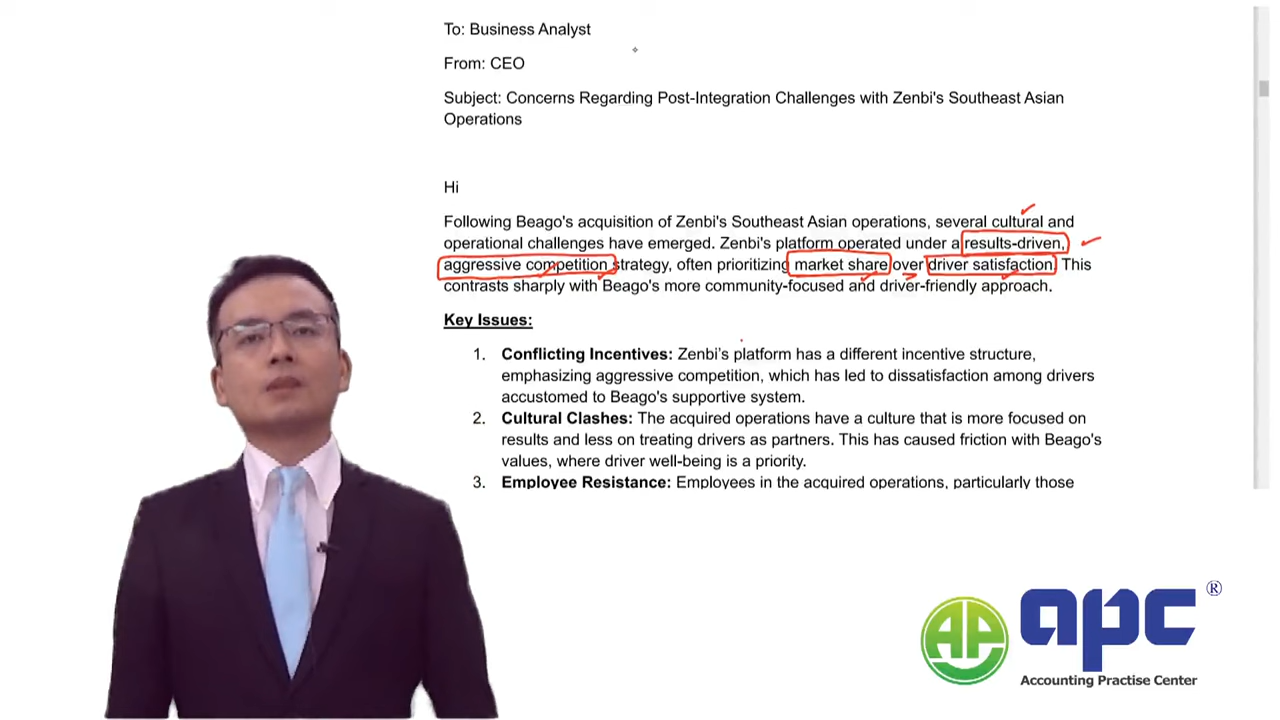 To: Business Analyst
From: CEO
Subject: Concerns Regarding Post-Integration Challenges with Zenbi's Southeast Asian
Operations
Hi
Following Beago's acquisition of Zenbi's Southeast Asian operations, several cultural and
operational challenges have emerged. Zenbi's platform operated under a results-driven,
aggressive competition strategy, often prioritizing market share over driver satisfaction. This
contrasts sharply with Beago's more community-focused and driver-friendly approach.
Key Issues:
1. Conflicting Incentives: Zenbi's platform has a different incentive structure,
emphasizing aggressive competition, which has led to dissatisfaction among drivers
accustomed to Beago's supportive system.
2. Cultural Clashes: The acquired operations have a culture that is more focused on
results and less on treating drivers as partners. This has caused friction with Beago's
values, where driver well-being is a priority.
3. Employee Resistance: Employees in the acquired operations, particularly those
AP
apc®
Accounting Practise Center